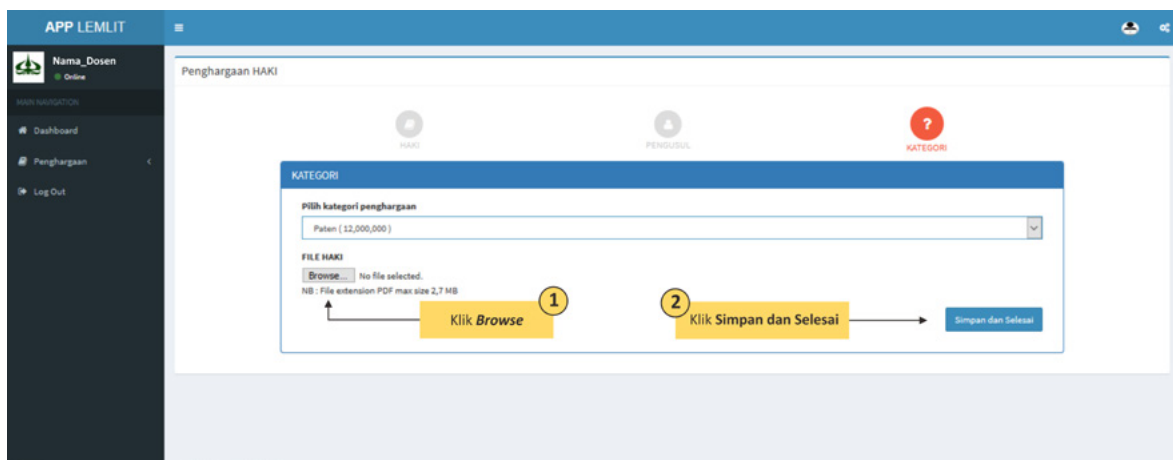 APP LEMLIT
Nama_Dosen
Online
MAIN NAVIGATION
Dashboard
Penghargaan
Log Out
Penghargaan HAKI
HAKI
PENGUSUL
?
KATEGORI
KATEGORI
Pilih kategori penghargaan
Paten ( 12,000,000 )
FILE HAKI
Browse... No file selected.
NB : File extension PDF max size 2,7 MB
1
Klik Browse
2
Klik Simpan dan Selesai
Simpan dan Selesai